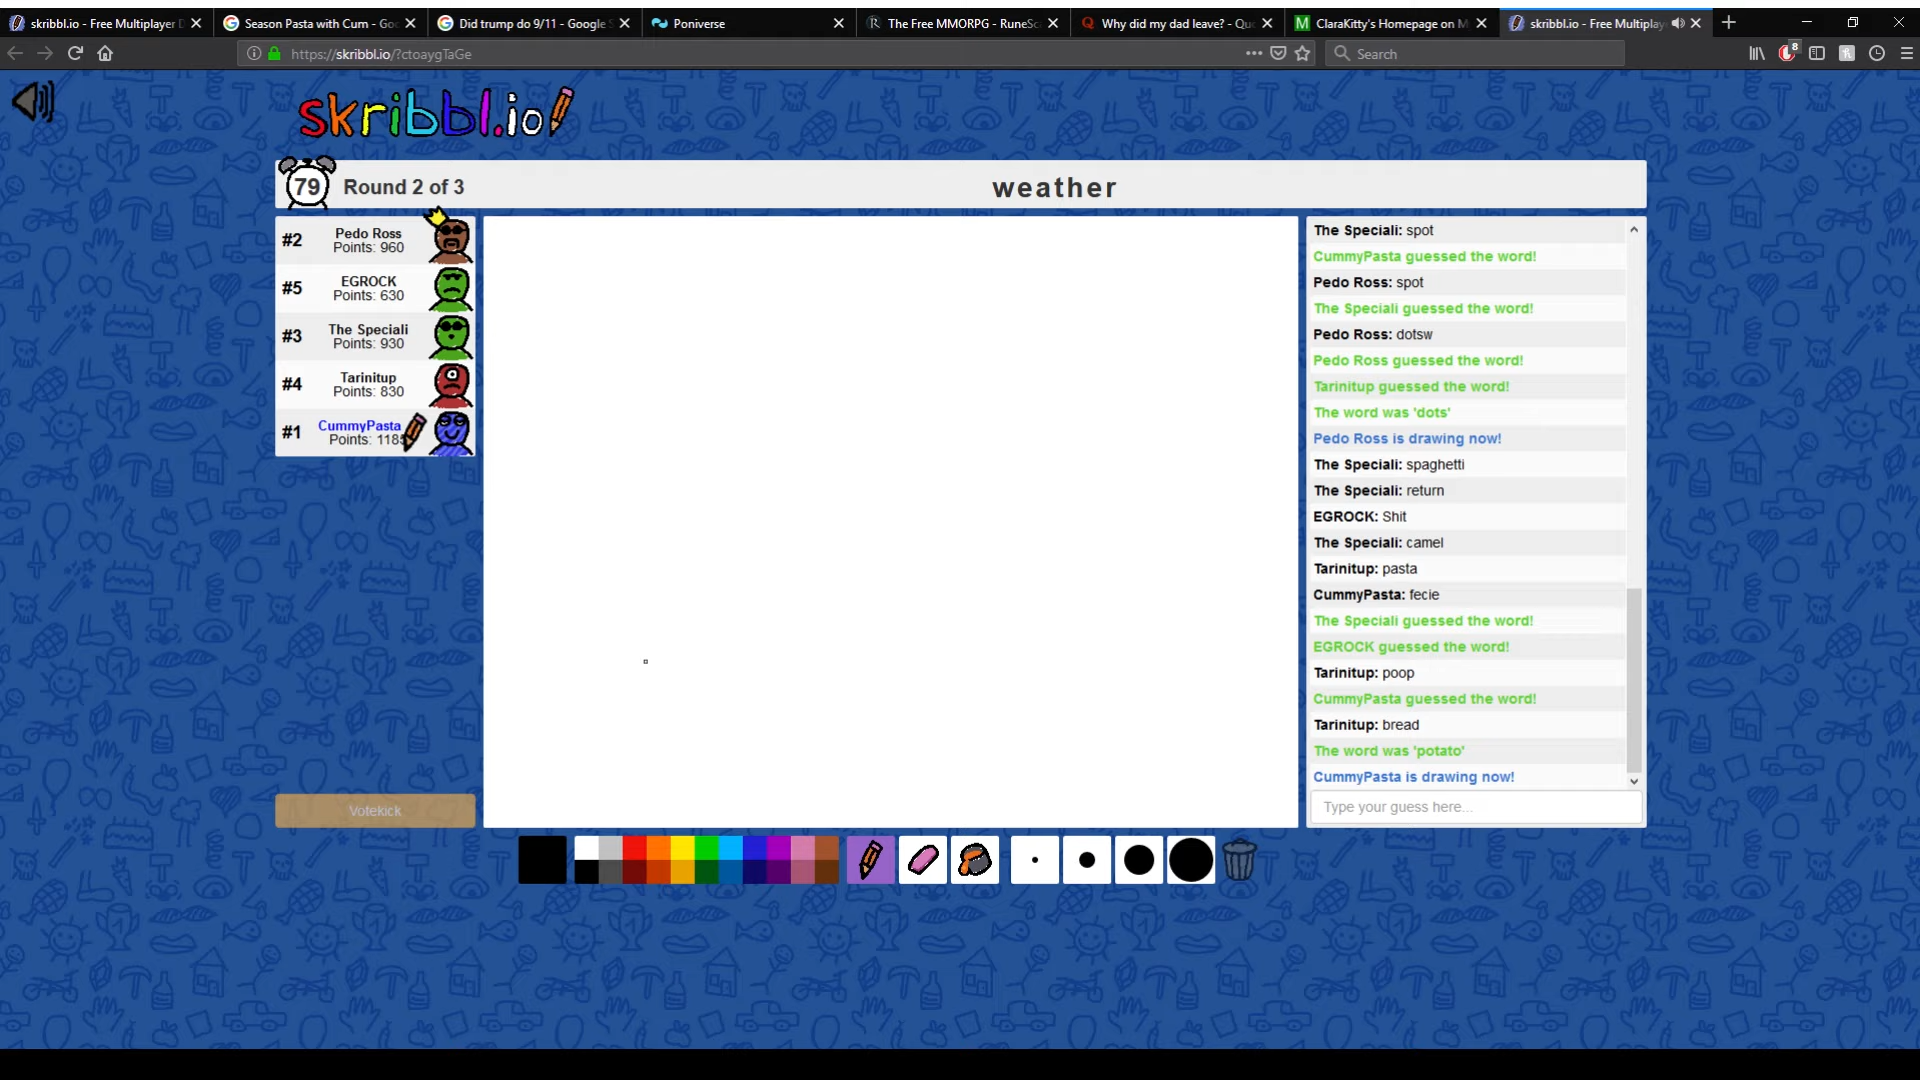 skribbl.io - Free Multiplayer D
Season Pasta with Cum - Goo
Did trump do 9/11 - Google S
Poniverse
The Free MMORPG - RuneSca
Why did my dad leave? - Quo
ClaraKitty's Homepage on M
skribbl.io - Free Multiplay
https://skribbl.io/?ctoaygTaGe
Search
8
skribbl.io
79
Round 2 of 3
weather
#2
Pedo Ross
Points: 960
#5
EGROCK
Points: 630
#3
The Speciali
Points: 930
#4
Tarinitup
Points: 830
#1
CummyPasta
Points: 1185
Votekick
The Speciali: spot
CummyPasta guessed the word!
Pedo Ross: spot
The Speciali guessed the word!
Pedo Ross: dotsw
Pedo Ross guessed the word!
Tarinitup guessed the word!
The word was 'dots'
Pedo Ross is drawing now!
The Speciali: spaghetti
The Speciali: return
EGROCK: Shit
The Speciali: camel
Tarinitup: pasta
CummyPasta: fecie
The Speciali guessed the word!
EGROCK guessed the word!
Tarinitup: poop
CummyPasta guessed the word!
Tarinitup: bread
The word was 'potato'
CummyPasta is drawing now!
Type your guess here...